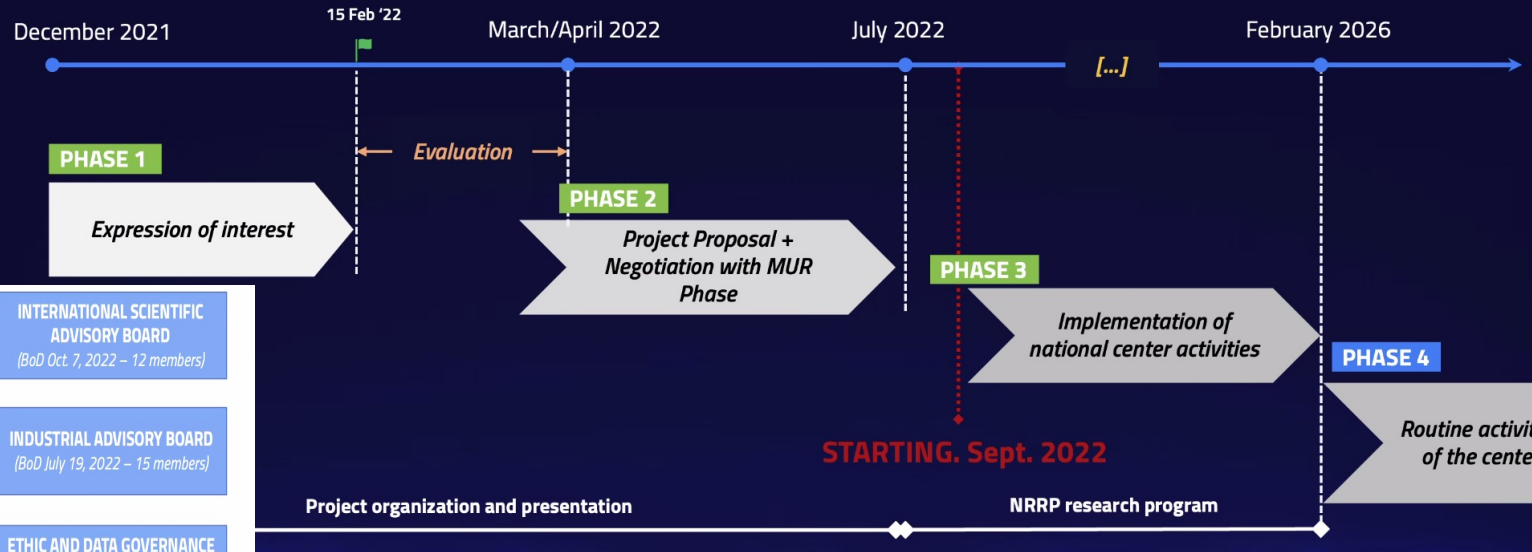 December 2021
15 Feb '22
March/April 2022
July 2022
[...]
February 2026
PHASE 1
Expression of interest
Evaluation
PHASE 2
Project Proposal +
Negotiation with MUR
Phase
PHASE 3
Implementation of
national center activities
PHASE 4
Routine
of the
STARTING. Sept. 2022
Project organization and presentation
NRRP research program
INTERNATIONAL SCIENTIFIC
ADVISORY BOARD
(BoD Oct. 7, 2022 – 12 members)
INDUSTRIAL ADVISORY BOARD
(BoD July 19, 2022 – 15 members)
ETHIC AND DATA GOVERNANCE